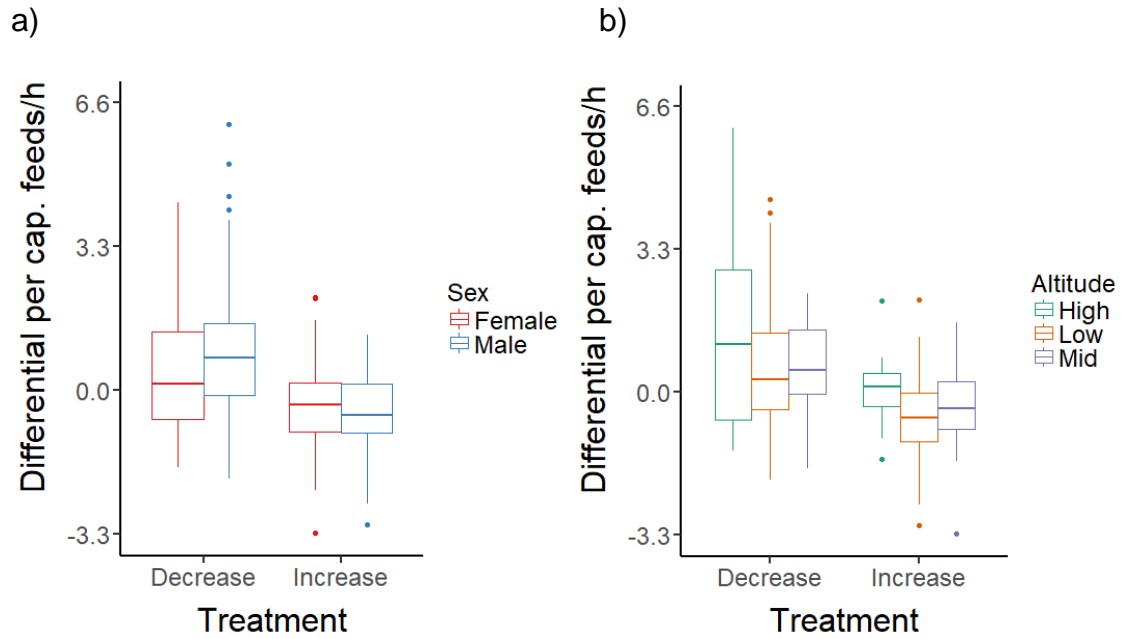 a)
Differential per cap. feeds/h
6.6
3.3
0.0
-3.3
Decrease
Increase
Treatment
Sex
Female
Male
b)
Differential per cap. feeds/h
6.6
3.3
0.0
-3.3
Decrease
Increase
Treatment
Altitude
High
Low
Mid